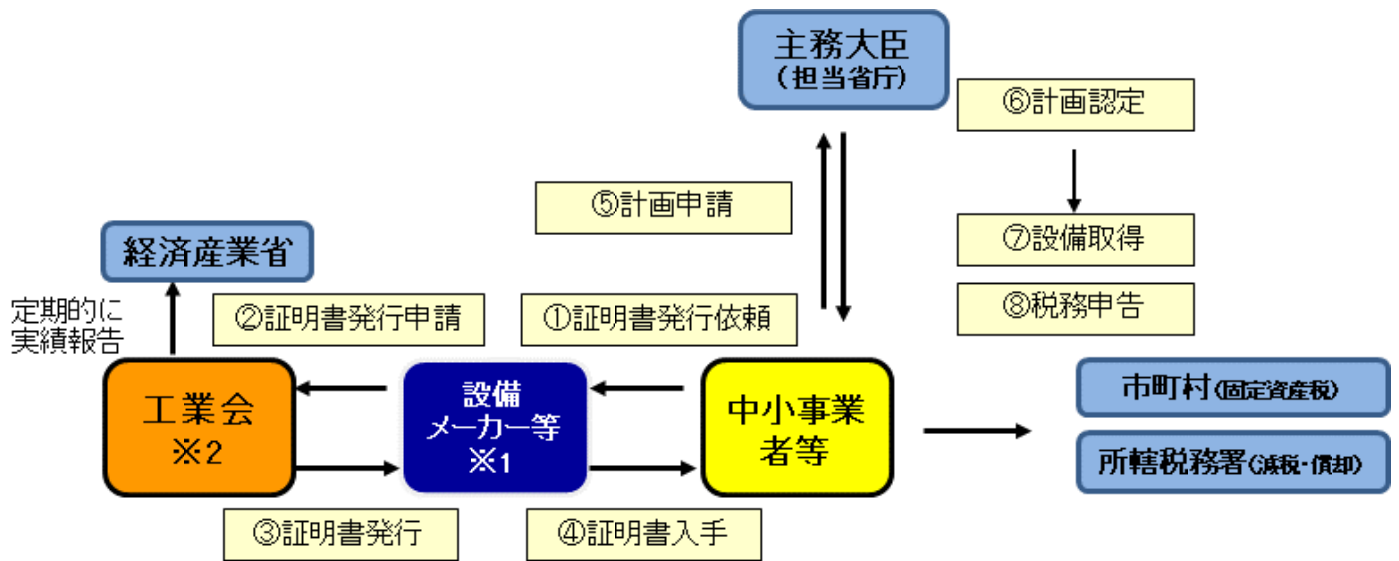 主務大臣
（担当省庁）
⑥計画認定
⑤計画申請
⑦設備取得
経済産業省
定期的に
実績報告
②証明書発行申請
①証明書発行依頼
⑧税務申告
工業会
※2
設備
メーカー等
※1
中小事業
者等
市町村（固定資産税）
所轄税務署（減税・償却）
③証明書発行
④証明書入手